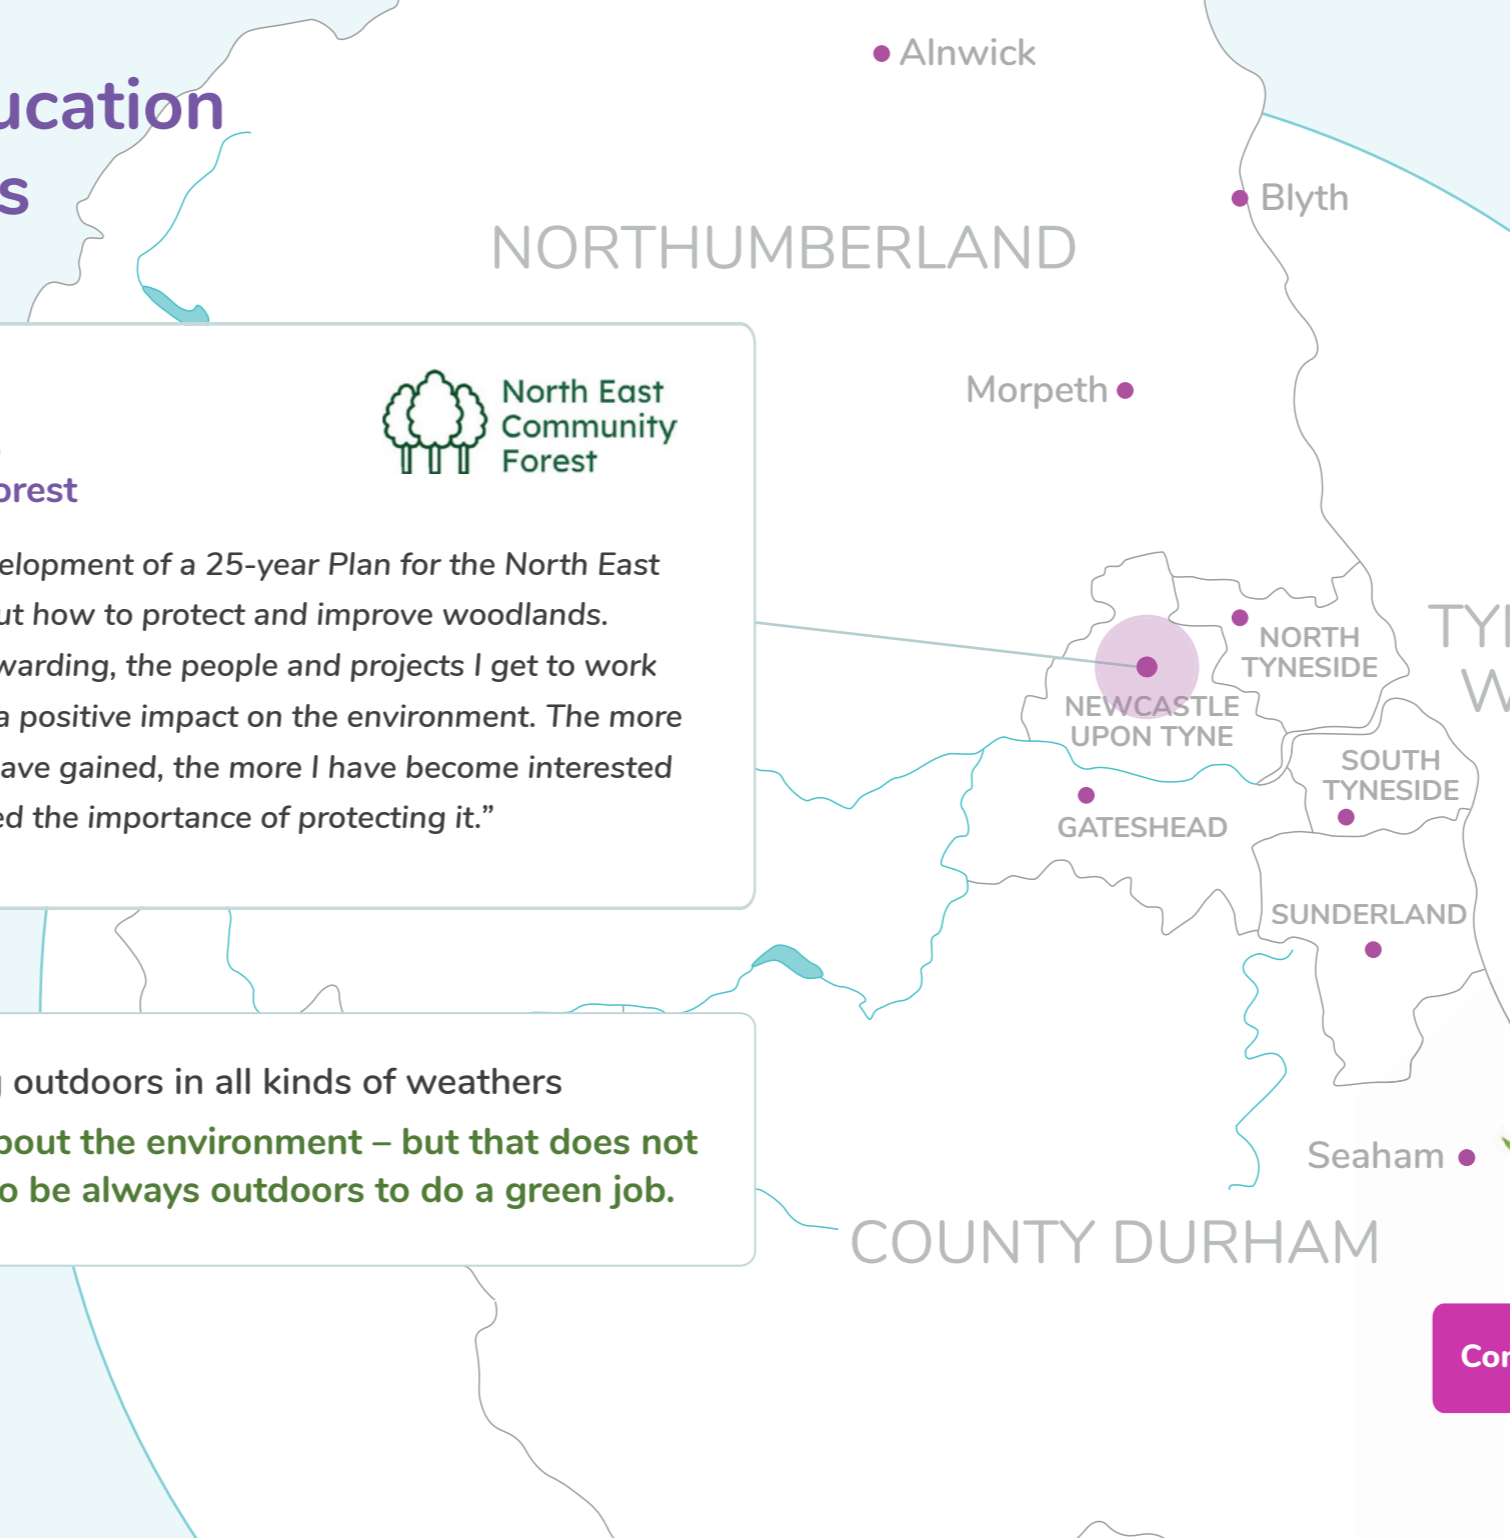 Alnwick
ucation
s
Blyth
NORTHUMBERLAND
Morpeth
North East
Community
Forest
orest
elopment of a 25-year Plan for the North East
ut how to protect and improve woodlands.
warding, the people and projects I get to work
a positive impact on the environment. The more
ave gained, the more I have become interested
ed the importance of protecting it.”
NORTH
TYNESIDE
TY
W
NEWCASTLE
UPON TYNE
SOUTH
TYNESIDE
GATESHEAD
SUNDERLAND
g outdoors in all kinds of weathers
bout the environment – but that does not
o be always outdoors to do a green job.
Seaham
COUNTY DURHAM
Con